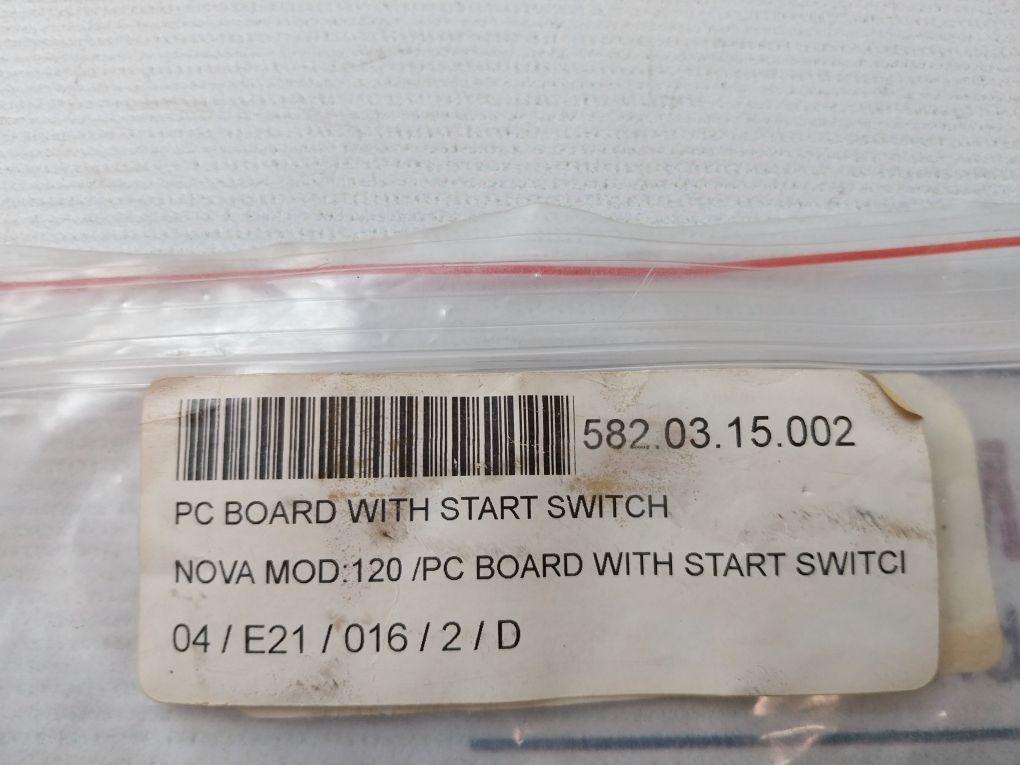 582.03.15.002
PC BOARD WITH START SWITCH
NOVA MOD:120 /PC BOARD WITH START SWITCI
04 / E21 / 016 / 2 / D